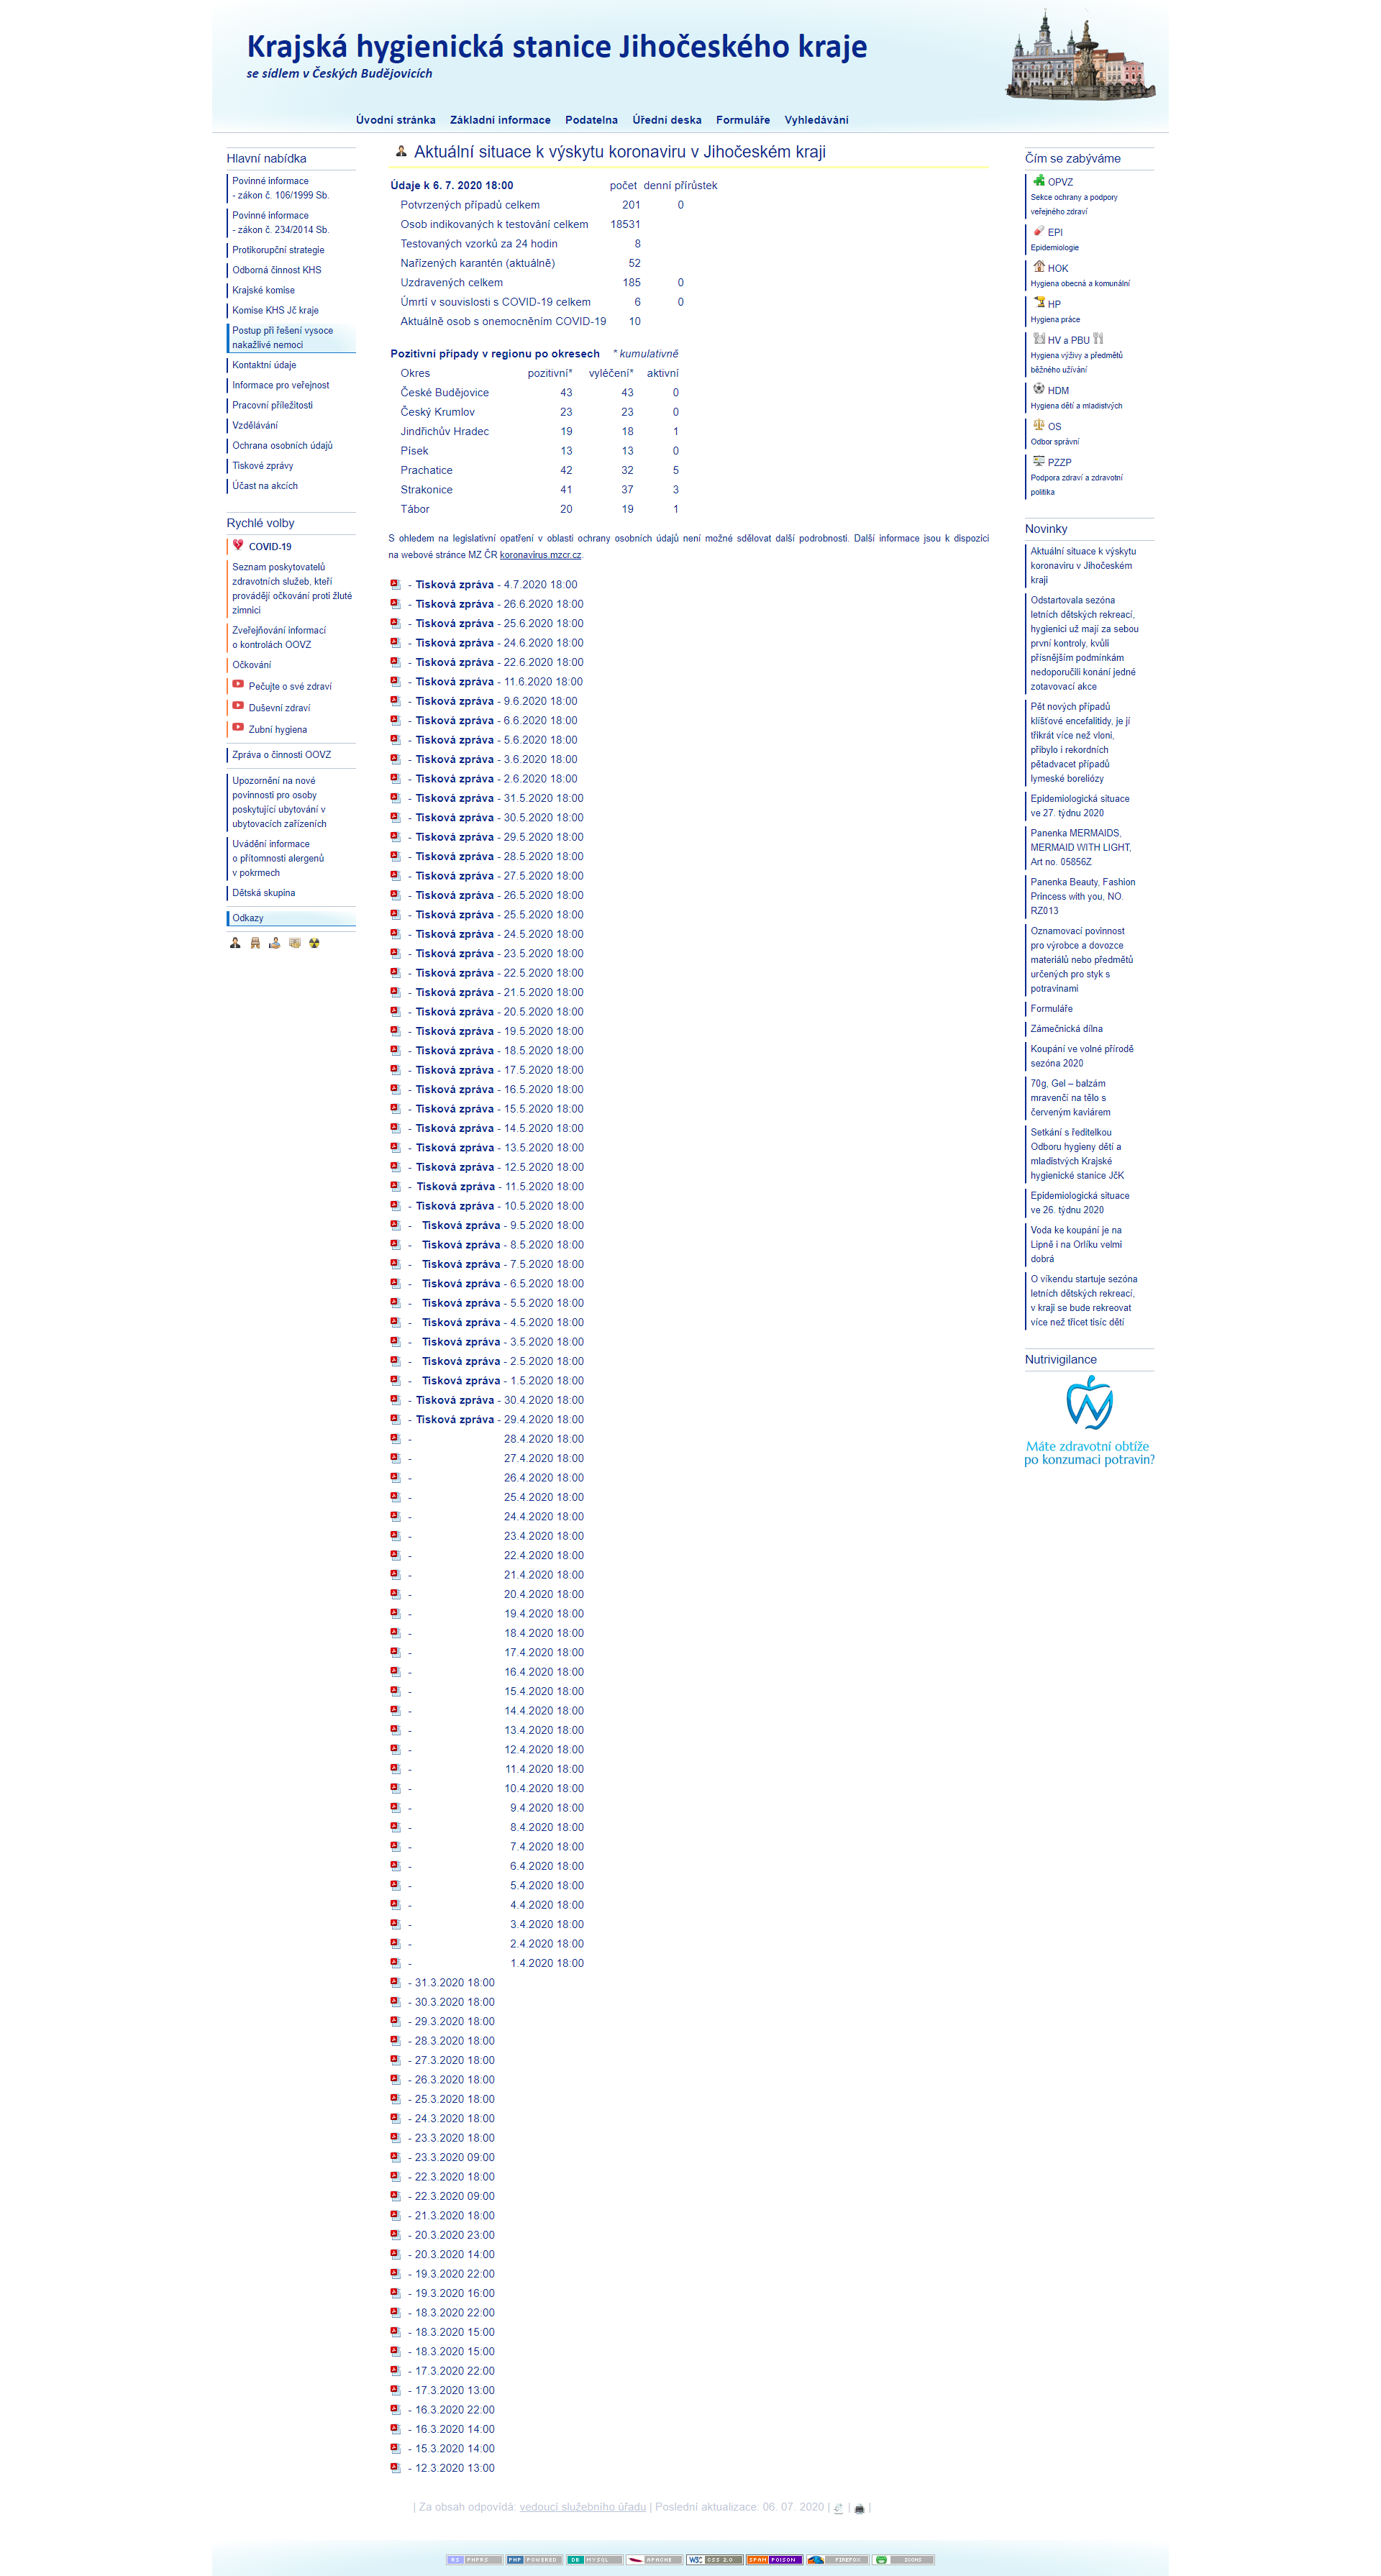 Krajská hygienická stanice Jihočeského kraje
se sídlem v Českých Budějovicích
Úvodní stránka Základní informace Podatelna Úřední deska Formuláře Vyhledávání
Hlavní nabídka
Povinné informace
- zákon č. 106/1999 Sb.
Povinné informace
- zákon č. 234/2014 Sb.
Protikorupční strategie
Odborná činnost KHS
Krajské komise
Komise KHS Jč kraje
Postup při řešení vysoce
nakažlivé nemoci
Kontaktní údaje
Informace pro veřejnost
Pracovní příležitosti
Vzdělávání
Ochrana osobních údajů
Tiskové zprávy
Účast na akcích
Rychlé volby
COVID-19
Seznam poskytovatelů
zdravotních služeb, kteří
provádějí očkování proti žluté
zimnici
Zveřejňování informací
o kontrolách OOVZ
Očkování
Pečujte o své zdraví
Duševní zdraví
Zubní hygiena
Zpráva o činnosti OOVZ
Upozornění na nové
povinnosti pro osoby
poskytující ubytování v
ubytovacích zařízeních
Uvádění informace
o přítomnosti alergenů
v pokrmech
Dětská skupina
Odkazy
Aktuální situace k výskytu koronaviru v Jihočeském kraji
Údaje k 6. 7. 2020 18:00 počet denní přírůstek
Potvrzených případů celkem 201 0
Osob indikovaných k testování celkem 18531
Testovaných vzorků za 24 hodin 8
Nařízených karantén (aktuálně) 52
Uzdravených celkem 185 0
Úmrtí v souvislosti s COVID-19 celkem 6 0
Aktuálně osob s onemocněním COVID-19 10
Pozitivní případy v regionu po okresech * kumulativně
Okres pozitivní* vyléčení* aktivní
České Budějovice 43 43 0
Český Krumlov 23 23 0
Jindřichův Hradec 19 18 1
Písek 13 13 0
Prachatice 42 32 5
Strakonice 41 37 3
Tábor 20 19 1
S ohledem na legislativní opatření v oblasti ochrany osobních údajů není možné sdělovat další podrobnosti. Další informace jsou k dispozici
na webové stránce MZ ČR koronavirus.mzcr.cz.
- Tisková zpráva - 4.7.2020 18:00
- Tisková zpráva - 26.6.2020 18:00
- Tisková zpráva - 25.6.2020 18:00
- Tisková zpráva - 24.6.2020 18:00
- Tisková zpráva - 22.6.2020 18:00
- Tisková zpráva - 11.6.2020 18:00
- Tisková zpráva - 9.6.2020 18:00
- Tisková zpráva - 6.6.2020 18:00
- Tisková zpráva - 5.6.2020 18:00
- Tisková zpráva - 3.6.2020 18:00
- Tisková zpráva - 2.6.2020 18:00
- Tisková zpráva - 31.5.2020 18:00
- Tisková zpráva - 30.5.2020 18:00
- Tisková zpráva - 29.5.2020 18:00
- Tisková zpráva - 28.5.2020 18:00
- Tisková zpráva - 27.5.2020 18:00
- Tisková zpráva - 26.5.2020 18:00
- Tisková zpráva - 25.5.2020 18:00
- Tisková zpráva - 24.5.2020 18:00
- Tisková zpráva - 23.5.2020 18:00
- Tisková zpráva - 22.5.2020 18:00
- Tisková zpráva - 21.5.2020 18:00
- Tisková zpráva - 20.5.2020 18:00
- Tisková zpráva - 19.5.2020 18:00
- Tisková zpráva - 18.5.2020 18:00
- Tisková zpráva - 17.5.2020 18:00
- Tisková zpráva - 16.5.2020 18:00
- Tisková zpráva - 15.5.2020 18:00
- Tisková zpráva - 14.5.2020 18:00
- Tisková zpráva - 13.5.2020 18:00
- Tisková zpráva - 12.5.2020 18:00
- Tisková zpráva - 11.5.2020 18:00
- Tisková zpráva - 10.5.2020 18:00
- Tisková zpráva - 9.5.2020 18:00
- Tisková zpráva - 8.5.2020 18:00
- Tisková zpráva - 7.5.2020 18:00
- Tisková zpráva - 6.5.2020 18:00
- Tisková zpráva - 5.5.2020 18:00
- Tisková zpráva - 4.5.2020 18:00
- Tisková zpráva - 3.5.2020 18:00
- Tisková zpráva - 2.5.2020 18:00
- Tisková zpráva - 1.5.2020 18:00
- Tisková zpráva - 30.4.2020 18:00
- Tisková zpráva - 29.4.2020 18:00
- 28.4.2020 18:00
- 27.4.2020 18:00
- 26.4.2020 18:00
- 25.4.2020 18:00
- 24.4.2020 18:00
- 23.4.2020 18:00
- 22.4.2020 18:00
- 21.4.2020 18:00
- 20.4.2020 18:00
- 19.4.2020 18:00
- 18.4.2020 18:00
- 17.4.2020 18:00
- 16.4.2020 18:00
- 15.4.2020 18:00
- 14.4.2020 18:00
- 13.4.2020 18:00
- 12.4.2020 18:00
- 11.4.2020 18:00
- 10.4.2020 18:00
- 9.4.2020 18:00
- 8.4.2020 18:00
- 7.4.2020 18:00
- 6.4.2020 18:00
- 5.4.2020 18:00
- 4.4.2020 18:00
- 3.4.2020 18:00
- 2.4.2020 18:00
- 1.4.2020 18:00
- 31.3.2020 18:00
- 30.3.2020 18:00
- 29.3.2020 18:00
- 28.3.2020 18:00
- 27.3.2020 18:00
- 26.3.2020 18:00
- 25.3.2020 18:00
- 24.3.2020 18:00
- 23.3.2020 18:00
- 23.3.2020 09:00
- 22.3.2020 18:00
- 22.3.2020 09:00
- 21.3.2020 18:00
- 20.3.2020 23:00
- 20.3.2020 14:00
- 19.3.2020 22:00
- 19.3.2020 16:00
- 18.3.2020 22:00
- 18.3.2020 15:00
- 18.3.2020 15:00
- 17.3.2020 22:00
- 17.3.2020 13:00
- 16.3.2020 22:00
- 16.3.2020 14:00
- 15.3.2020 14:00
- 12.3.2020 13:00
Čím se zabýváme
OPVZ
Sekce ochrany a podpory
veřejného zdraví
EPI
Epidemiologie
HOK
Hygiena obecná a komunální
HP
Hygiena práce
HV a PBU
Hygiena výživy a předmětů
běžného užívání
HDM
Hygiena dětí a mladistvých
OS
Odbor správní
PZZP
Podpora zdraví a zdravotní
politika
Novinky
Aktuální situace k výskytu
koronaviru v Jihočeském
kraji
Odstartovala sezóna
letních dětských rekreací,
hygienici už mají za sebou
první kontroly, kvůli
přísnějším podmínkám
nedoporučili konání jedné
zotavovací akce
Pět nových případů
klíšťové encefalitidy, je jí
třikrát více než vloni,
přibylo i rekordních
pětadvacet případů
lymeské boreliózy
Epidemiologická situace
ve 27. týdnu 2020
Panenka MERMAIDS,
MERMAID WITH LIGHT,
Art no. 05856Z
Panenka Beauty, Fashion
Princess with you, NO.
RZ013
Oznamovací povinnost
pro výrobce a dovozce
materiálů nebo předmětů
určených pro styk s
potravinami
Formuláře
Zámečnická dílna
Koupání ve volné přírodě
sezóna 2020
70g, Gel – balzám
mravenčí na tělo s
červeným kaviárem
Setkání s ředitelkou
Odboru hygieny dětí a
mladistvých Krajské
hygienické stanice JčK
Epidemiologická situace
ve 26. týdnu 2020
Voda ke koupání je na
Lipně i na Orlíku velmi
dobrá
O víkendu startuje sezóna
letních dětských rekreací,
v kraji se bude rekreovat
více než třicet tisíc dětí
Nutrivigilance
Máte zdravotní obtíže
po konzumaci potravin?
| Za obsah odpovídá: vedoucí služebního úřadu | Poslední aktualizace: 06. 07. 2020 | | |
RS PHPRS PHP POWERED DB MYSQL APACHE W3C CSS 2.0 SPAM POISON FIREFOX ICONS